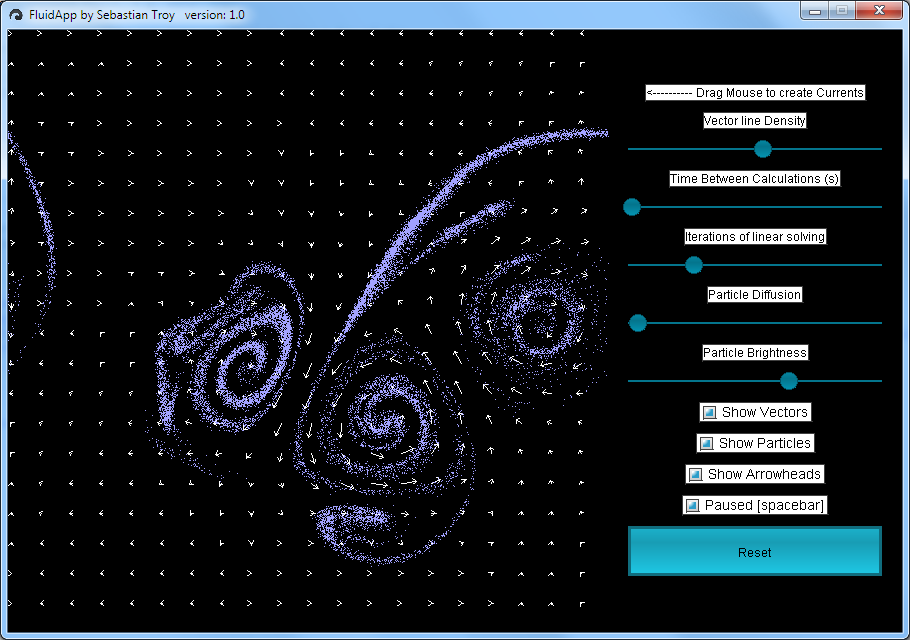 FluidApp by Sebastian Troy   version: 1.0
<---------- Drag Mouse to create Currents
Vector line Density
Time Between Calculations (s)
Iterations of linear solving
Particle Diffusion
Particle Brightness
Show Vectors
Show Particles
Show Arrowheads
Paused [spacebar]
Reset